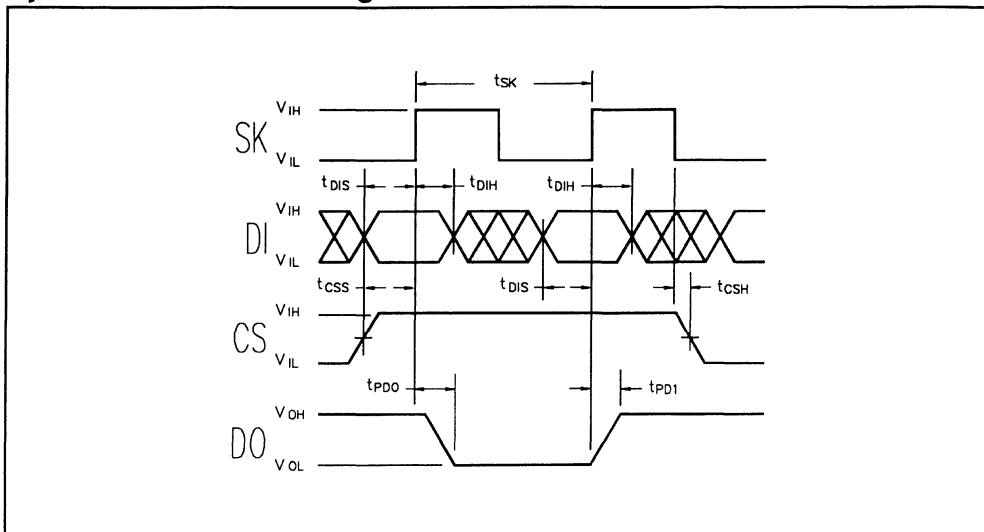 tSK
VIH
SK
VIL
tDIS
tDIH
tDIH
VIH
DI
VIL
tCSS
tDIS
tCSH
VIH
CS
VIL
tPD0
tPD1
VOH
DO
VOL